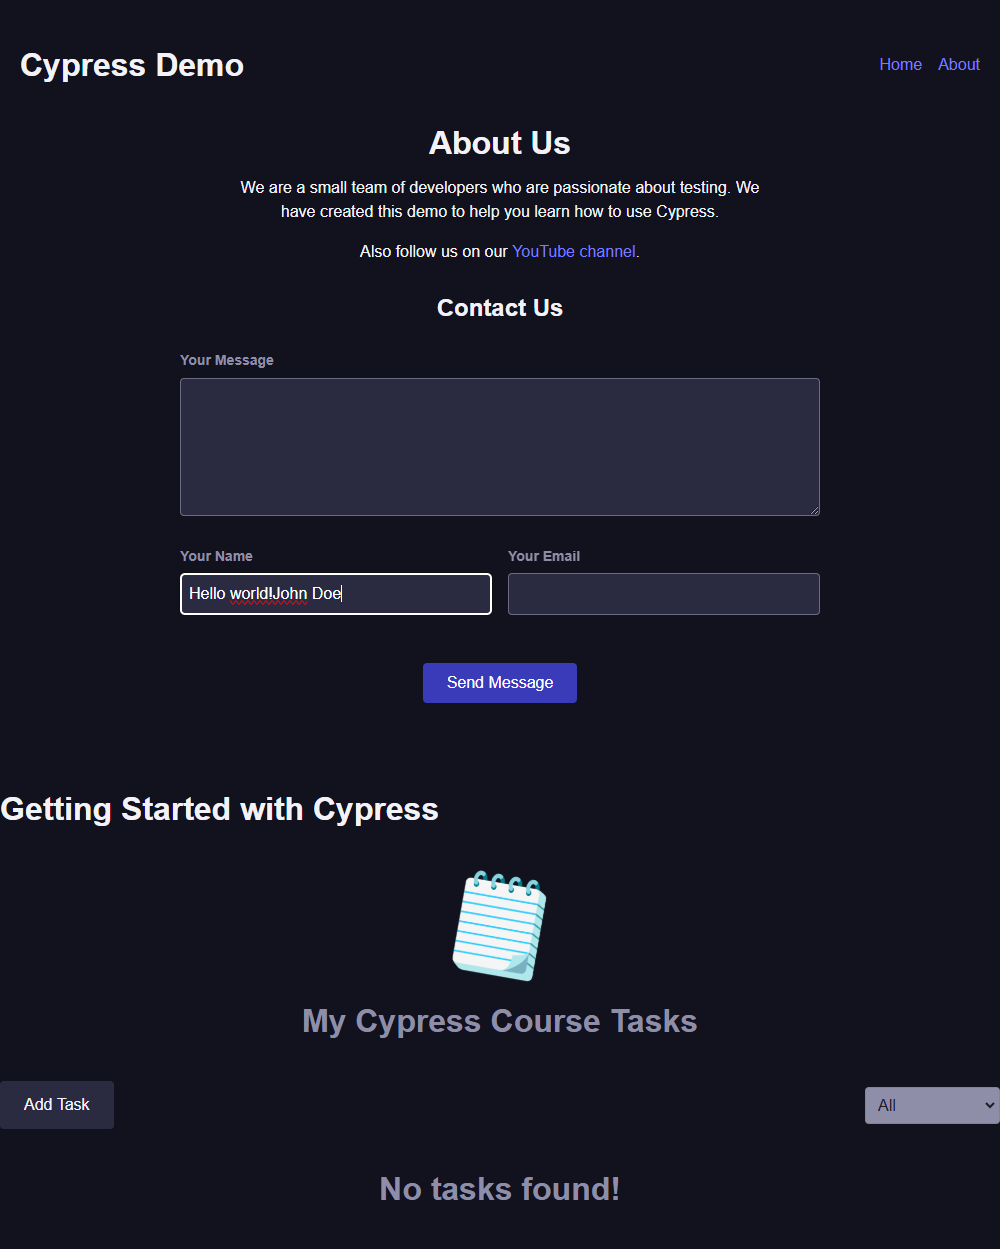 Cypress Demo
Home About
About Us
We are a small team of developers who are passionate about testing. We
have created this demo to help you learn how to use Cypress.
Also follow us on our YouTube channel.
Contact Us
Your Message
Your Name
Your Email
Hello world!John Doe
Send Message
Getting Started with Cypress
My Cypress Course Tasks
Add Task
All
No tasks found!